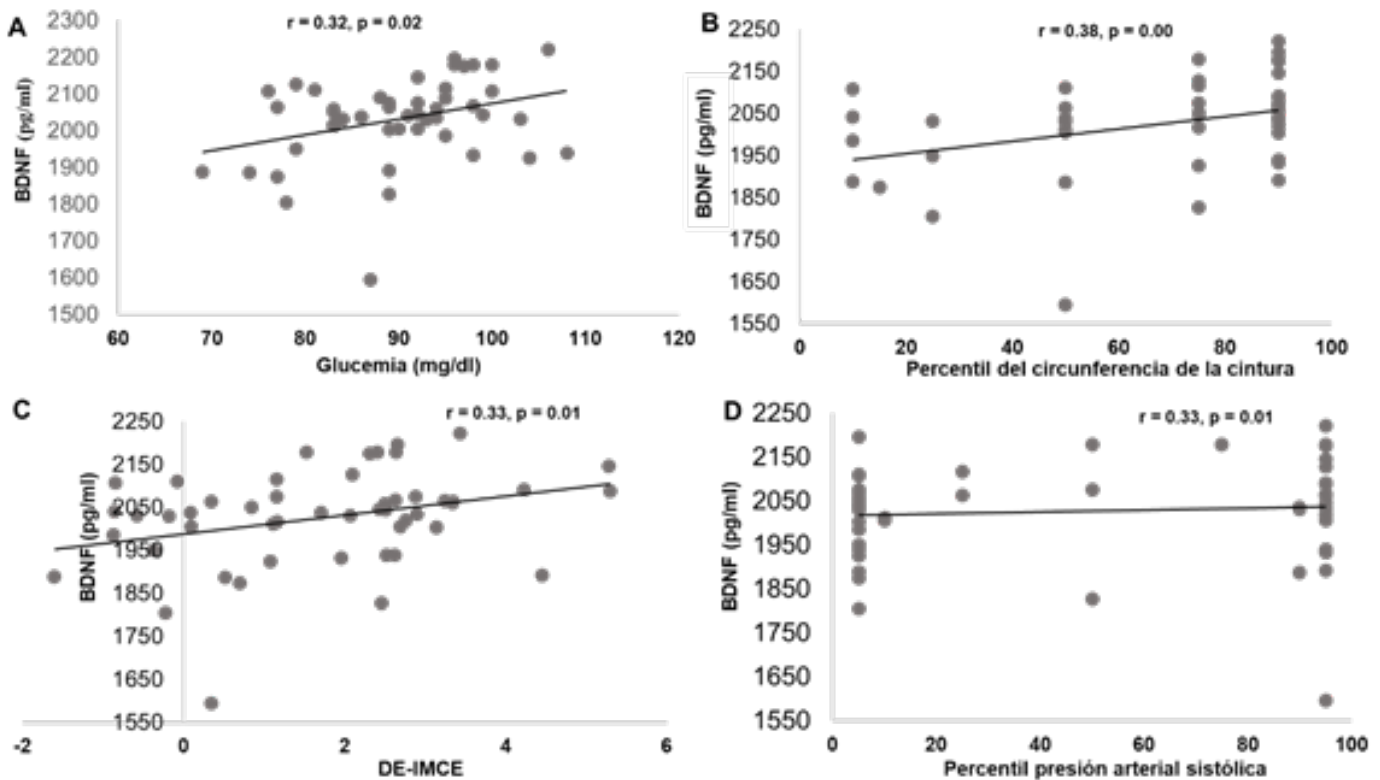 A
r = 0.32, p = 0.02
BDNF (pg/ml)
2300
2200
2100
2000
1900
1800
1700
1600
1500
60 70 80 90 100 110 120
Glucemia (mg/dl)
B
r = 0.38, p = 0.00
BDNF (pg/ml)
2250
2150
2050
1950
1850
1750
1650
1550
0 20 40 60 80 100
Percentil del circunferencia de la cintura
C
r = 0.33, p = 0.01
BDNF (pg/ml)
2250
2150
2050
1950
1850
1750
1650
1550
-2 0 2 4 6
DE-IMCE
D
r = 0.33, p = 0.01
BDNF (pg/ml)
2250
2150
2050
1950
1850
1750
1650
1550
0 20 40 60 80 100
Percentil presión arterial sistólica